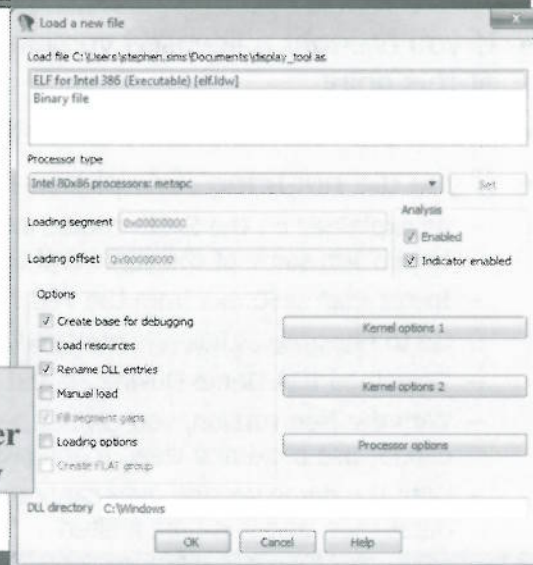 Load a new file
Load file C:\Users\stephen.sims\Documents\display_tool as
ELF for Intel 386 (Executable) [elf.ldw]
Binary file
Processor type
Intel 80x86 processors: metapc
Set
Analysis
Loading segment 0x00000000
Enabled
Loading offset 0x00000000
Indicator enabled
Options
Create base for debugging
Kernel options 1
Load resources
Rename DLL entries
Manual load
Kernel options 2
Fill segment gaps
Loading options
Processor options
Create FLAT group
DLL directory C:\Windows
OK
Cancel
Help